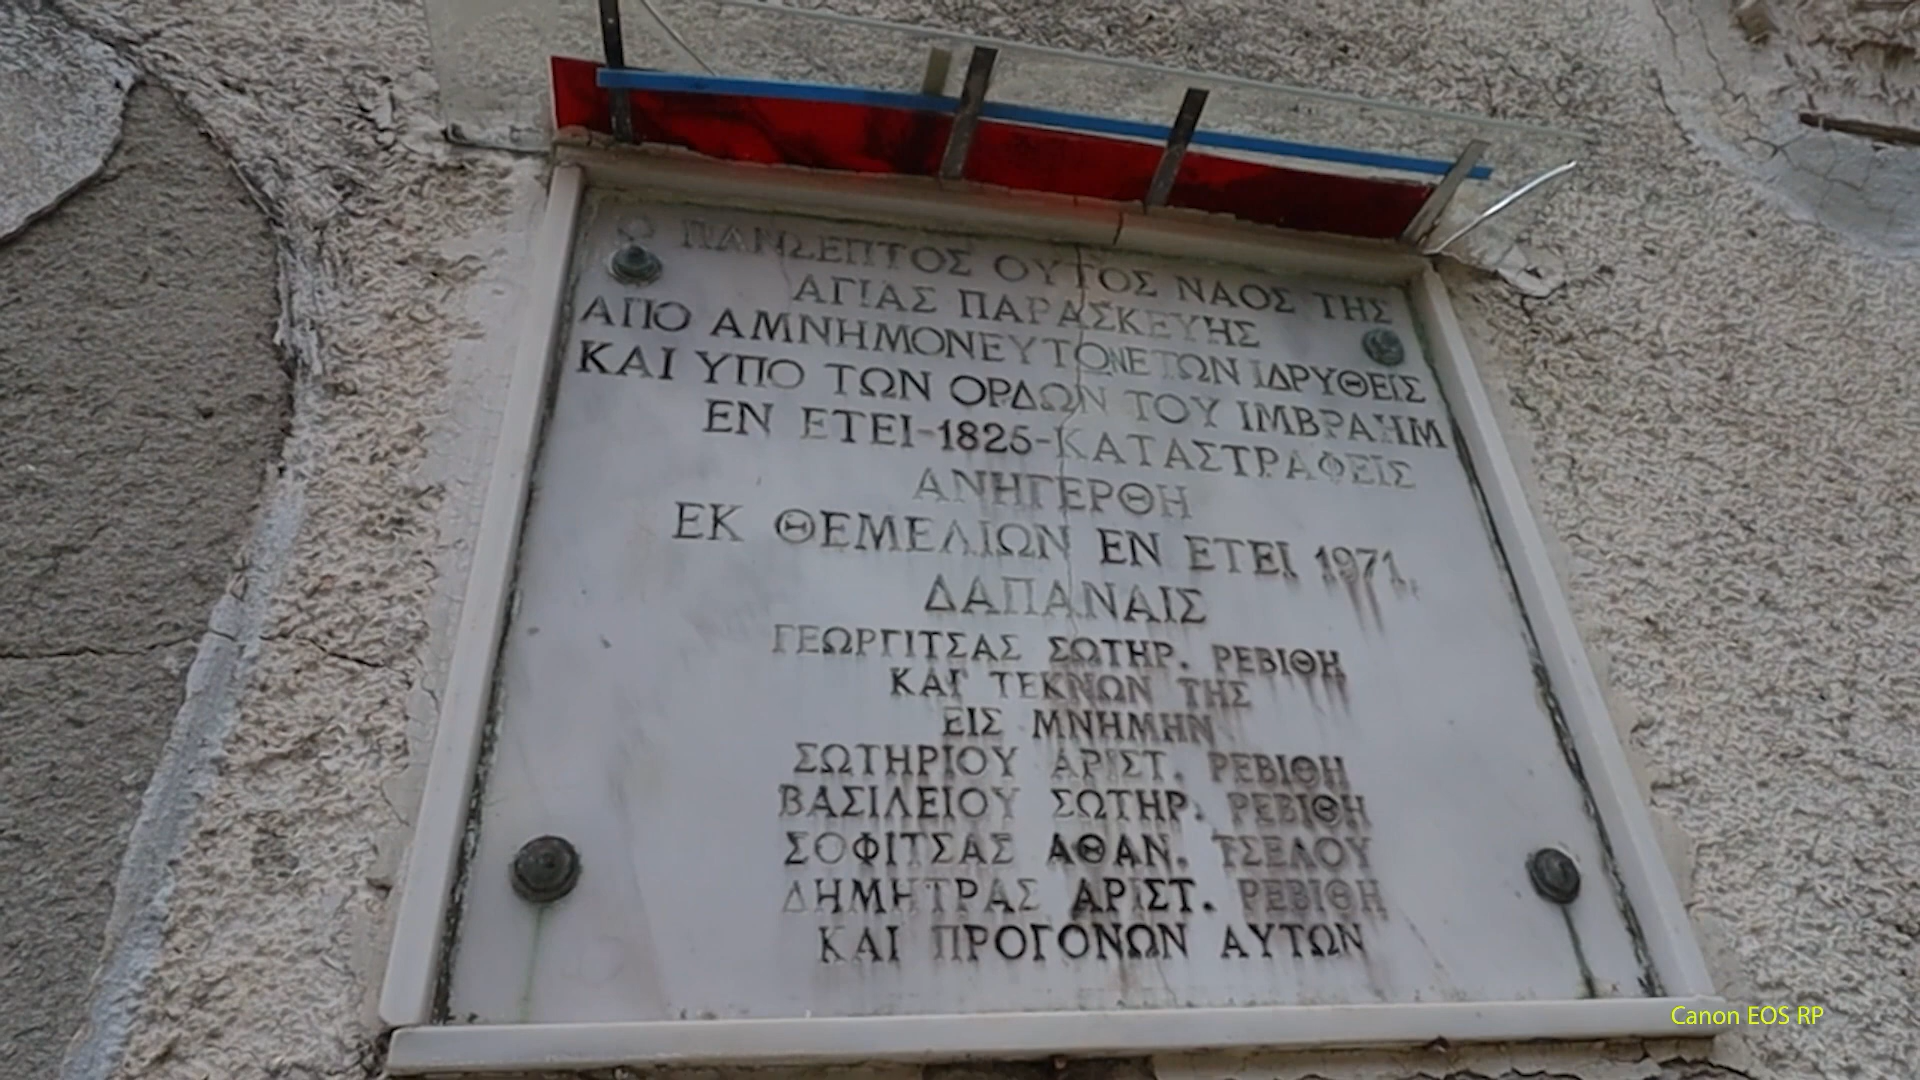 Ο ΠΑΝΣΕΠΤΟΣ ΟΥΤΟΣ ΝΑΟΣ ΤΗΣ
ΑΓΙΑΣ ΠΑΡΑΣΚΕΥΗΣ
ΑΠΟ ΑΜΝΗΜΟΝΕΥΤΩΝ ΕΤΩΝ ΙΔΡΥΘΕΙΣ
ΚΑΙ ΥΠΟ ΤΩΝ ΟΡΔΩΝ ΤΟΥ ΙΜΒΡΑΗΜ
ΕΝ ΕΤΕΙ-1825-ΚΑΤΑΣΤΡΑΦΕΙΣ
ΑΝΗΓΕΡΘΗ
ΕΚ ΘΕΜΕΛΙΩΝ ΕΝ ΕΤΕΙ 1971,
ΔΑΠΑΝΑΙΣ
ΓΕΩΡΓΙΤΣΑΣ ΣΩΤΗΡ. ΡΕΒΙΘΗ
ΚΑΙ ΤΕΚΝΩΝ ΤΗΣ
ΕΙΣ ΜΝΗΜΗΝ
ΣΩΤΗΡΙΟΥ ΑΡΙΣΤ. ΡΕΒΙΘΗ
ΒΑΣΙΛΕΙΟΥ ΣΩΤΗΡ. ΡΕΒΙΘΗ
ΣΟΦΙΤΣΑΣ ΑΘΑΝ. ΤΣΕΛΟΥ
ΔΗΜΗΤΡΑΣ ΑΡΙΣΤ. ΡΕΒΙΘΗ
ΚΑΙ ΠΡΟΓΟΝΩΝ ΑΥΤΩΝ
Canon EOS RP